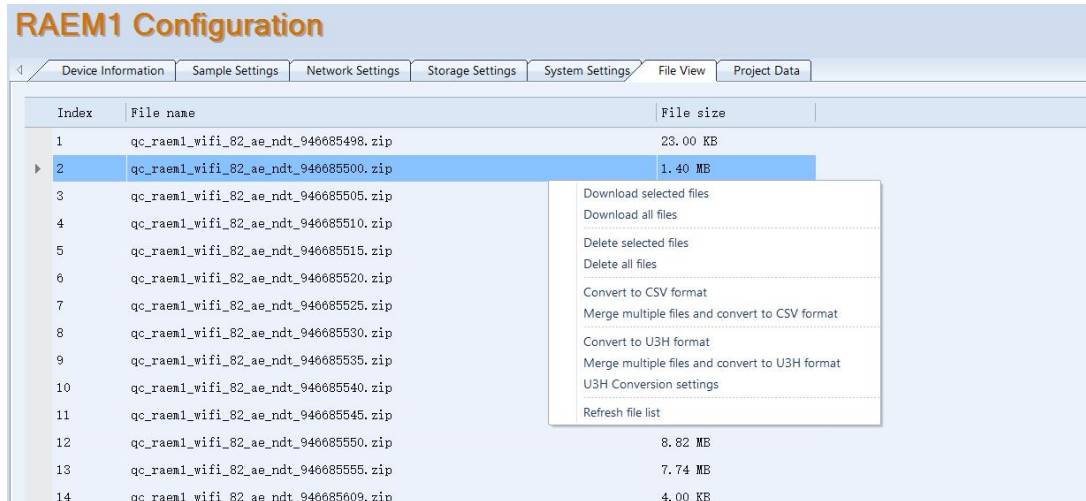 RAEM1 Configuration
Device Information Sample Settings Network Settings Storage Settings System Settings File View Project Data
Index File name File size
1 qc_raem1_wifi_82_ae_ndt_946685498.zip 23.00 KB
2 qc_raem1_wifi_82_ae_ndt_946685500.zip 1.40 MB
3 qc_raem1_wifi_82_ae_ndt_946685505.zip
4 qc_raem1_wifi_82_ae_ndt_946685510.zip
5 qc_raem1_wifi_82_ae_ndt_946685515.zip
6 qc_raem1_wifi_82_ae_ndt_946685520.zip
7 qc_raem1_wifi_82_ae_ndt_946685525.zip
8 qc_raem1_wifi_82_ae_ndt_946685530.zip
9 qc_raem1_wifi_82_ae_ndt_946685535.zip
10 qc_raem1_wifi_82_ae_ndt_946685540.zip
11 qc_raem1_wifi_82_ae_ndt_946685545.zip
12 qc_raem1_wifi_82_ae_ndt_946685550.zip 8.82 MB
13 qc_raem1_wifi_82_ae_ndt_946685555.zip 7.74 MB
14 qc_raem1_wifi_82_ae_ndt_946685609.zip 4.00 KB
Download selected files
Download all files
Delete selected files
Delete all files
Convert to CSV format
Merge multiple files and convert to CSV format
Convert to U3H format
Merge multiple files and convert to U3H format
U3H Conversion settings
Refresh file list